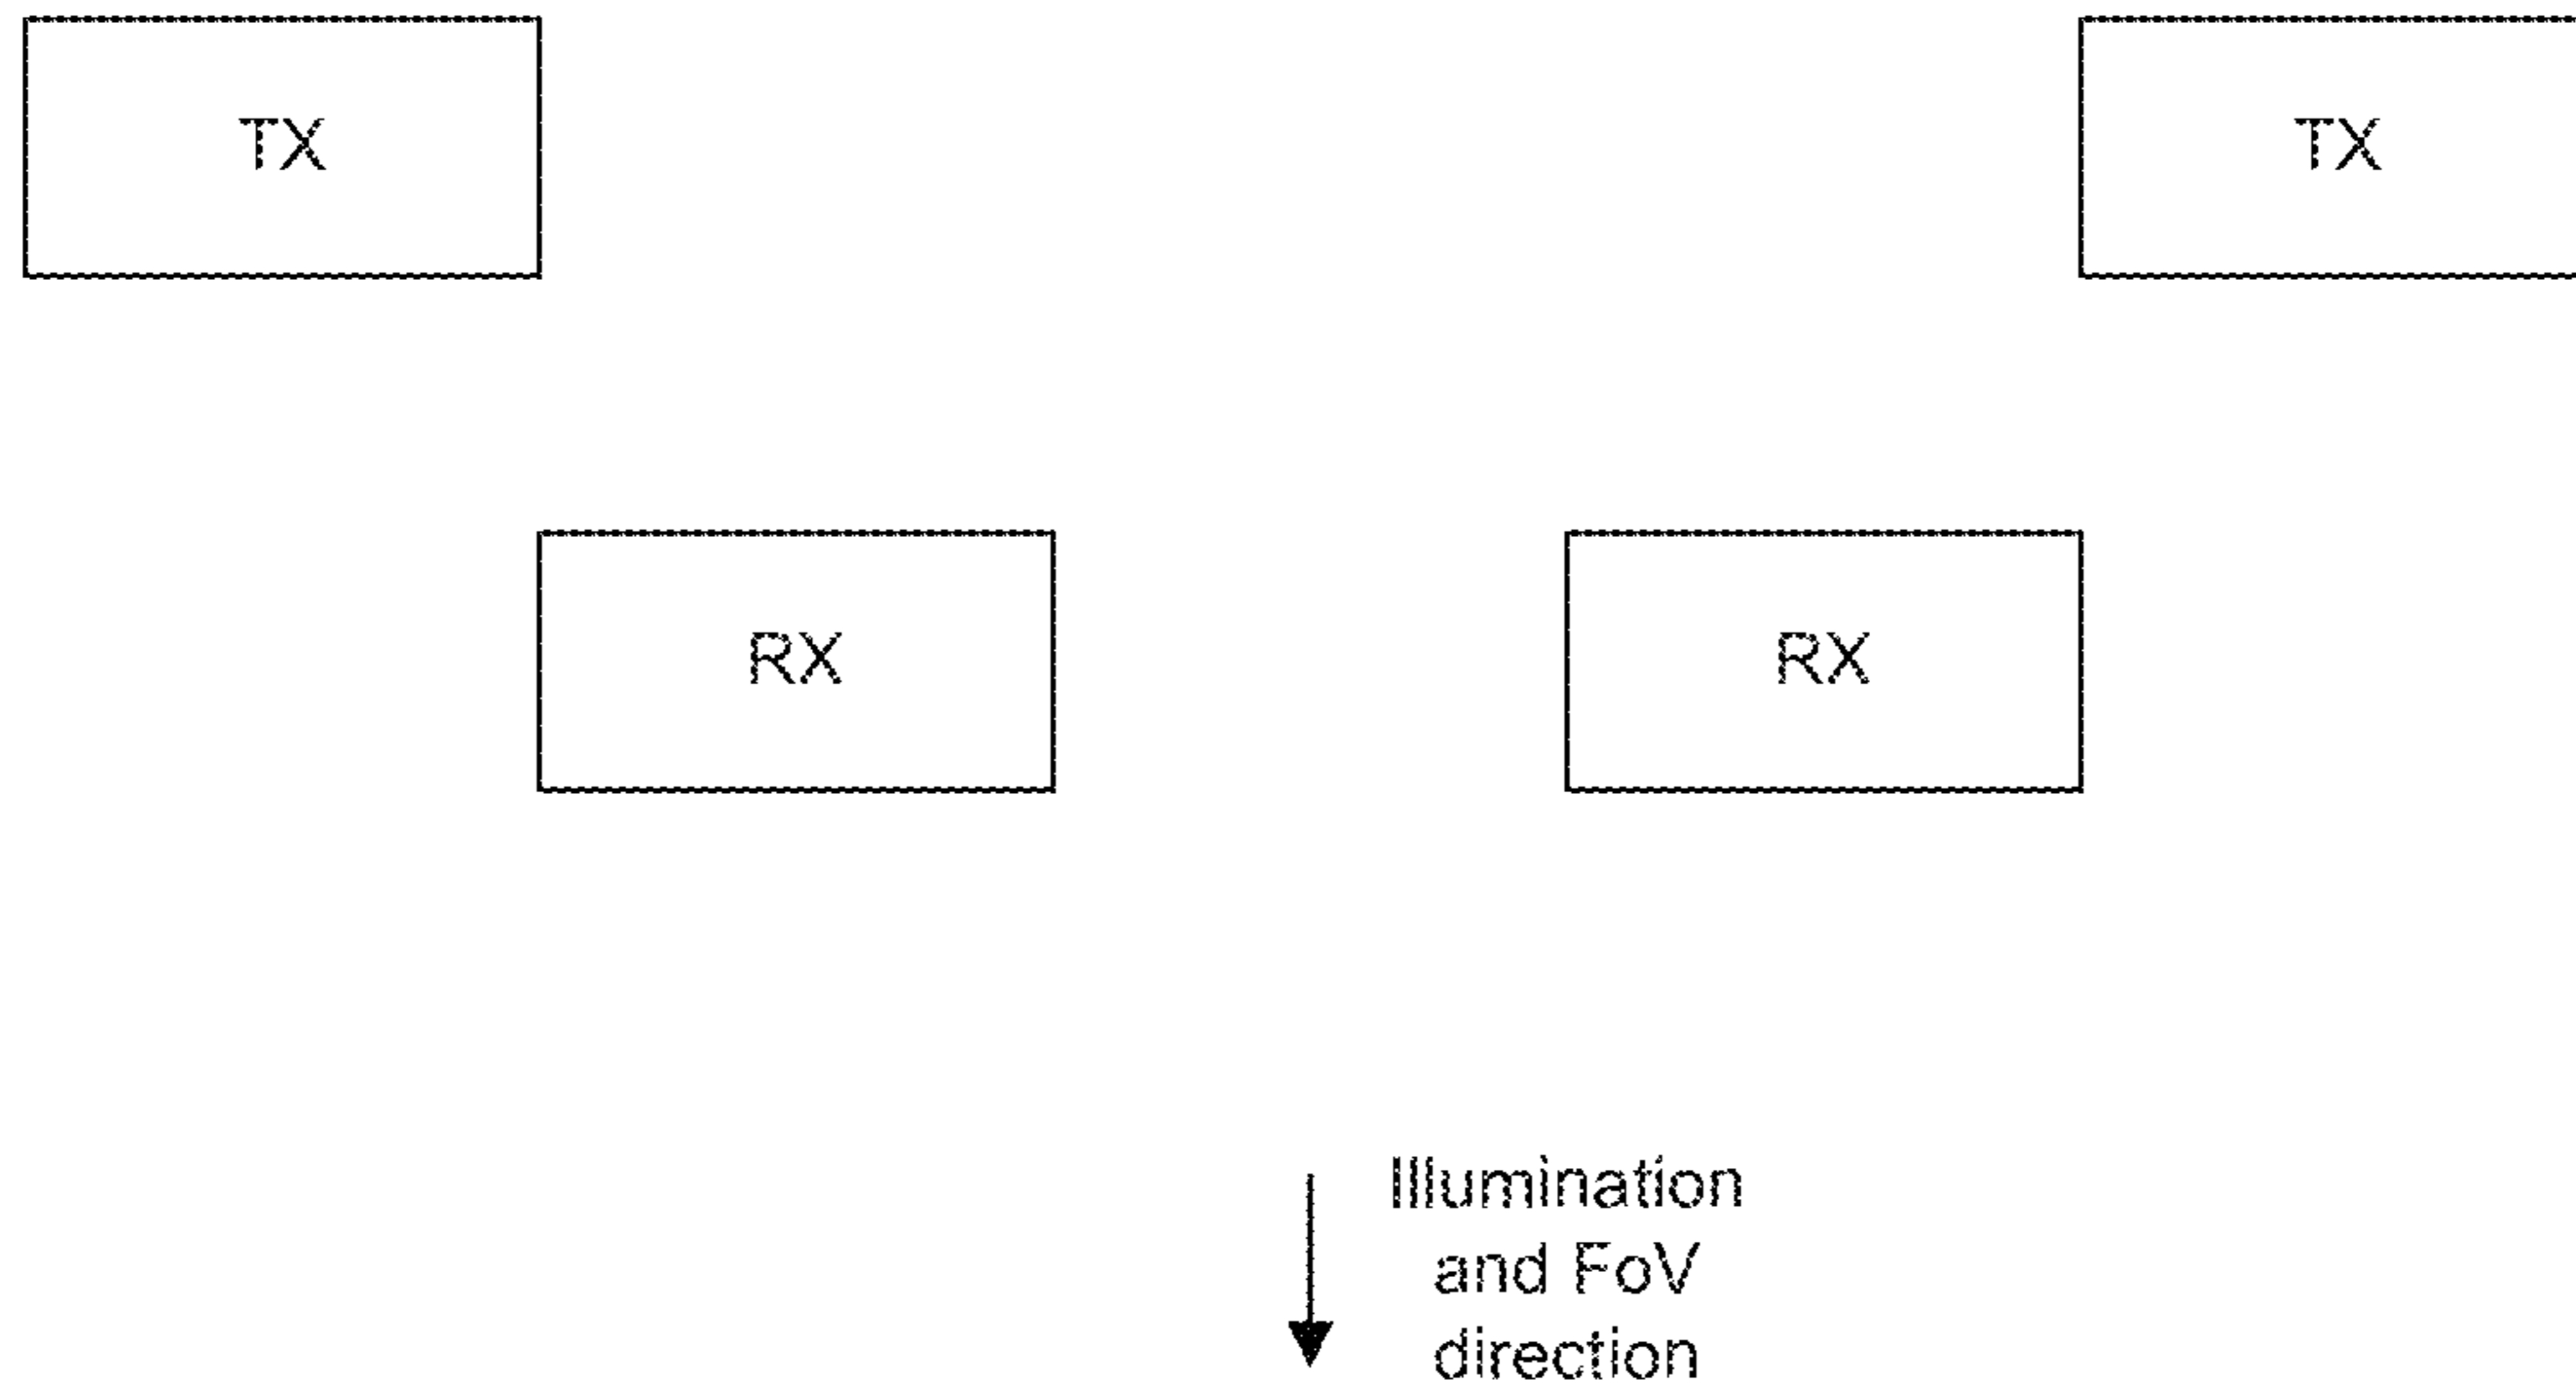 TX
TX
RX
RX
Illumination
and FoV
direction